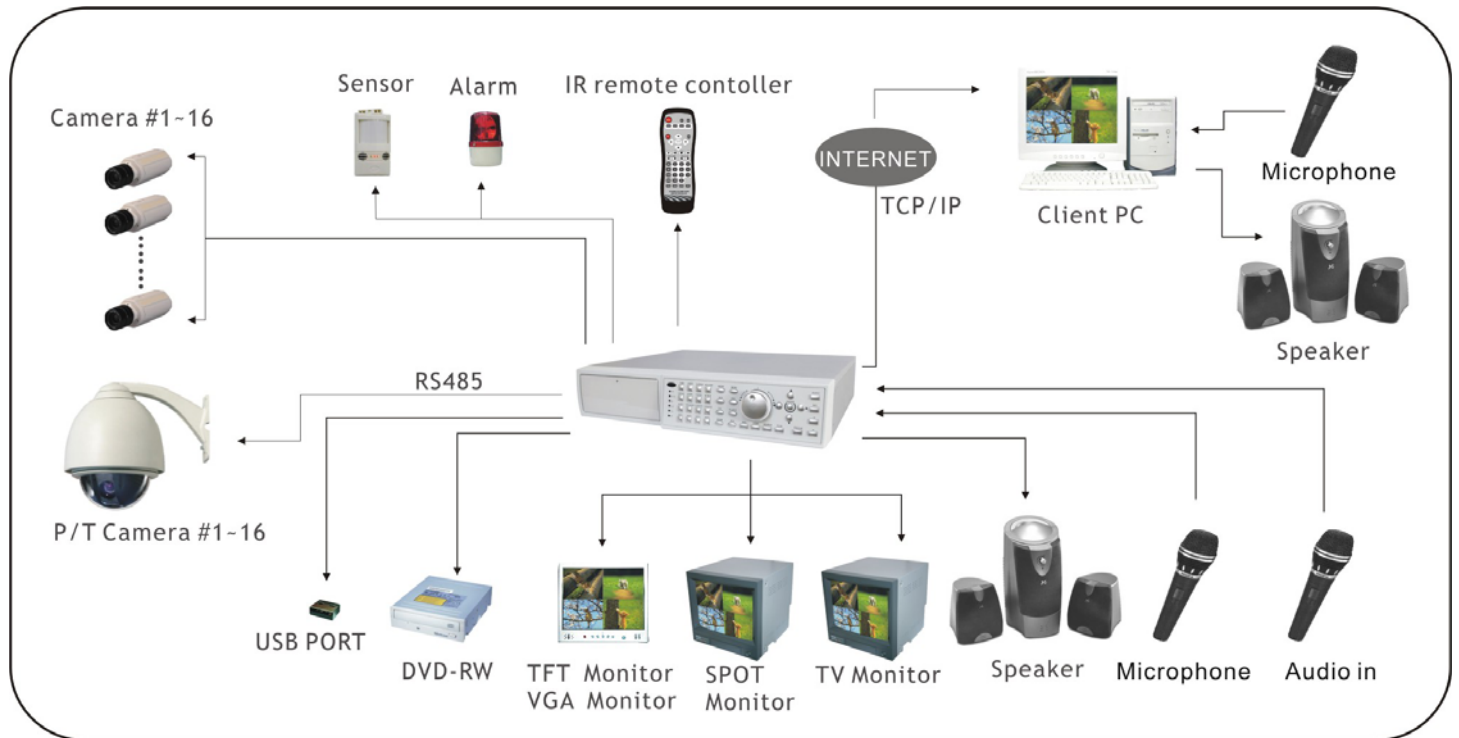 Sensor
Alarm
IR remote contoller
Camera #1~16
INTERNET
TCP/IP
Client PC
Microphone
Speaker
RS485
P/T Camera #1~16
USB PORT
DVD-RW
TFT Monitor
VGA Monitor
SPOT
Monitor
TV Monitor
Speaker
Microphone
Audio in